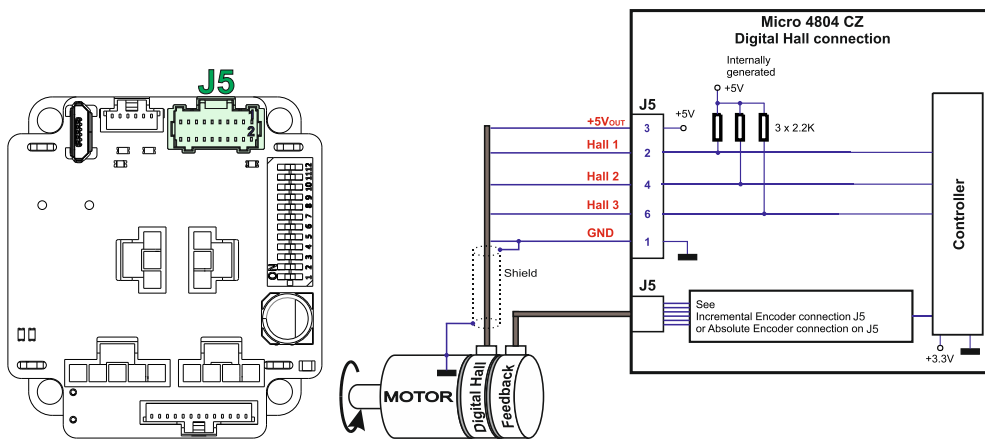 J5
1
2
1 2 3 4 5 6 7 8 9 10 11 12
ON
Micro 4804 CZ
Digital Hall connection
Internally
generated
+5V
J5
+5VOUT
3
+5V
3 x 2.2K
Hall 1
2
Hall 2
4
Hall 3
6
GND
1
Controller
Shield
J5
See
Incremental Encoder connection J5
or Absolute Encoder connection on J5
+3.3V
MOTOR
Digital Hall
Feedback